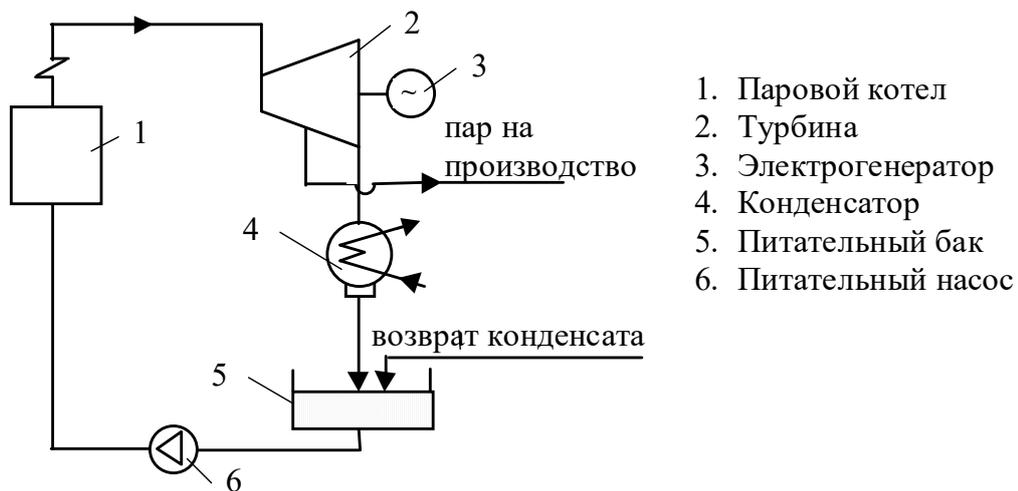 2
3
~
1
пар на
производство
4
возврат конденсата
5
6
1. Паровой котел
2. Турбина
3. Электрогенератор
4. Конденсатор
5. Питательный бак
6. Питательный насос